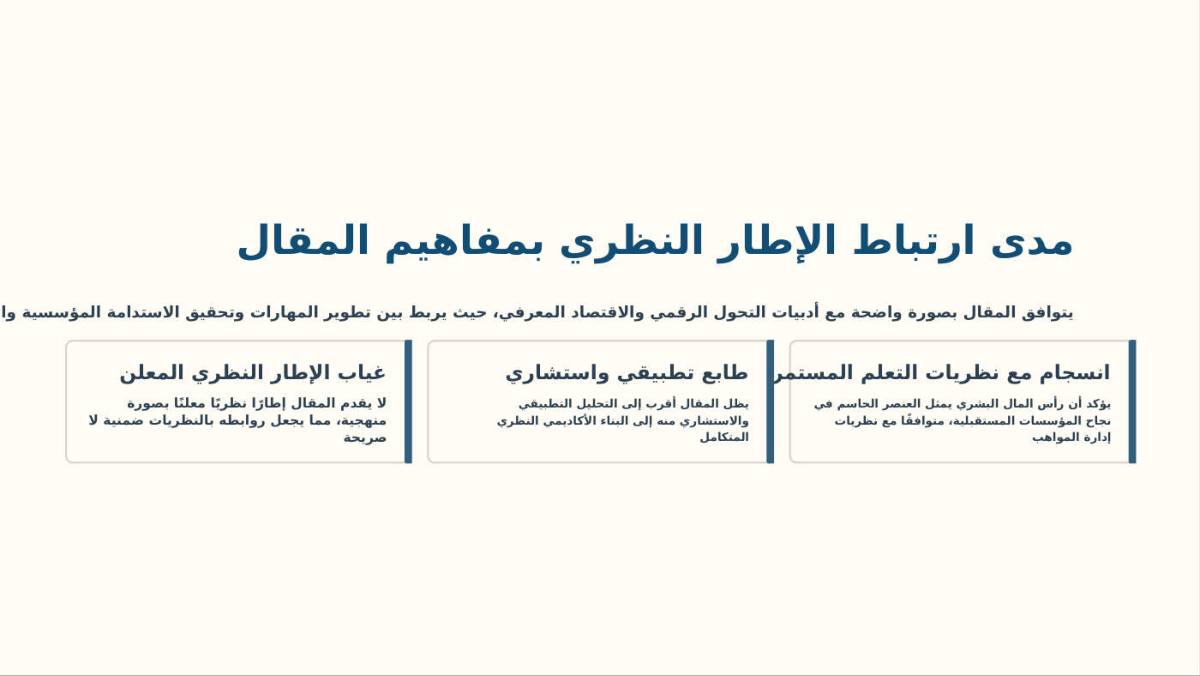 مدى ارتباط الإطار النظري بمفاهيم المقال
يتوافق المقال بصورة واضحة مع أدبيات التحول الرقمي والاقتصاد المعرفي، حيث يربط بين تطوير المهارات وتحقيق الاستدامة المؤسسية
انسجام مع نظريات التعلم المستمر
يؤكد أن رأس المال البشري يمثل العنصر الحاسم في
نجاح المؤسسات المستقبلية، متوافقًا مع نظريات
إدارة المواهب
طابع تطبيقي واستشاري
يظل المقال أقرب إلى التحليل التطبيقي
والاستشاري منه إلى البناء الأكاديمي النظري
المتكامل
غياب الإطار النظري المعلن
لا يقدم المقال إطارًا نظريًا معلنًا بصورة
منهجية، مما يجعل روابطه بالنظريات ضمنية لا
صريحة